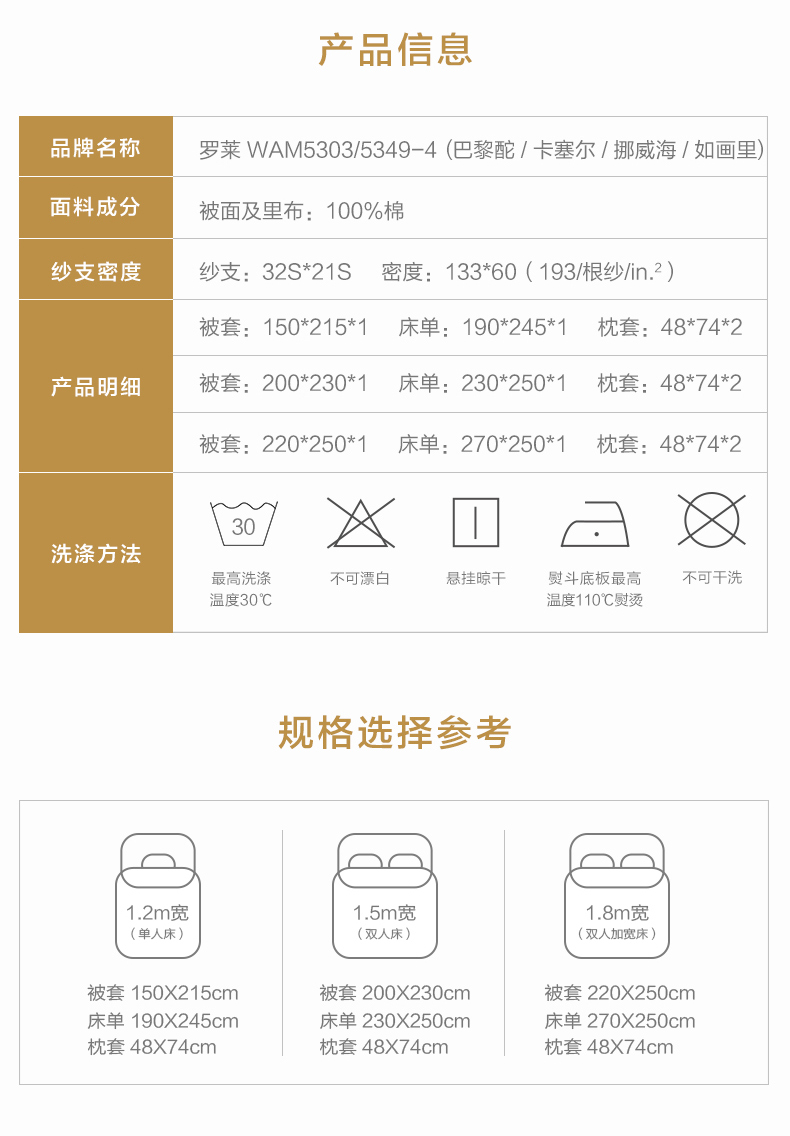 产品信息
品牌名称
罗莱 WAM5303/5349-4 (巴黎酡 / 卡塞尔 / 挪威海 / 如画里)
面料成分
被面及里布：100%棉
纱支密度
纱支：32S*21S 密度：133*60（193/根纱/in.²）
产品明细
被套：150*215*1 床单：190*245*1 枕套：48*74*2
被套：200*230*1 床单：230*250*1 枕套：48*74*2
被套：220*250*1 床单：270*250*1 枕套：48*74*2
洗涤方法
30
最高洗涤
温度30℃
不可漂白
悬挂晾干
熨斗底板最高
温度110℃熨烫
不可干洗
规格选择参考
1.2m宽
（单人床）
被套 150X215cm
床单 190X245cm
枕套 48X74cm
1.5m宽
（双人床）
被套 200X230cm
床单 230X250cm
枕套 48X74cm
1.8m宽
（双人加宽床）
被套 220X250cm
床单 270X250cm
枕套 48X74cm